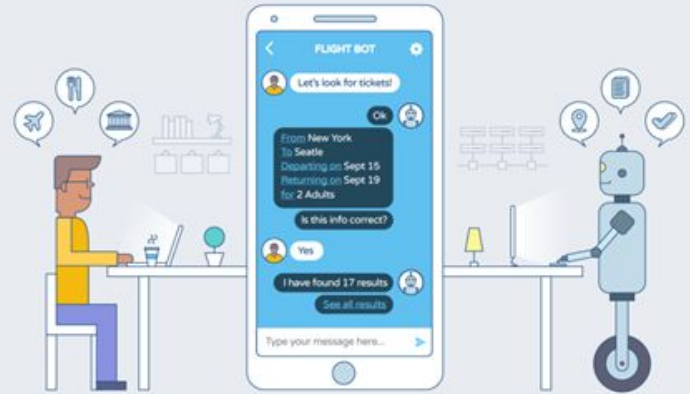 FLIGHT BOT
Let's look for tickets!
Ok
From New York
To Seatle
Departing on Sept 15
Returning on Sept 19
for 2 Adults
Is this info correct?
Yes
I have found 17 results
See all results
Type your message here...